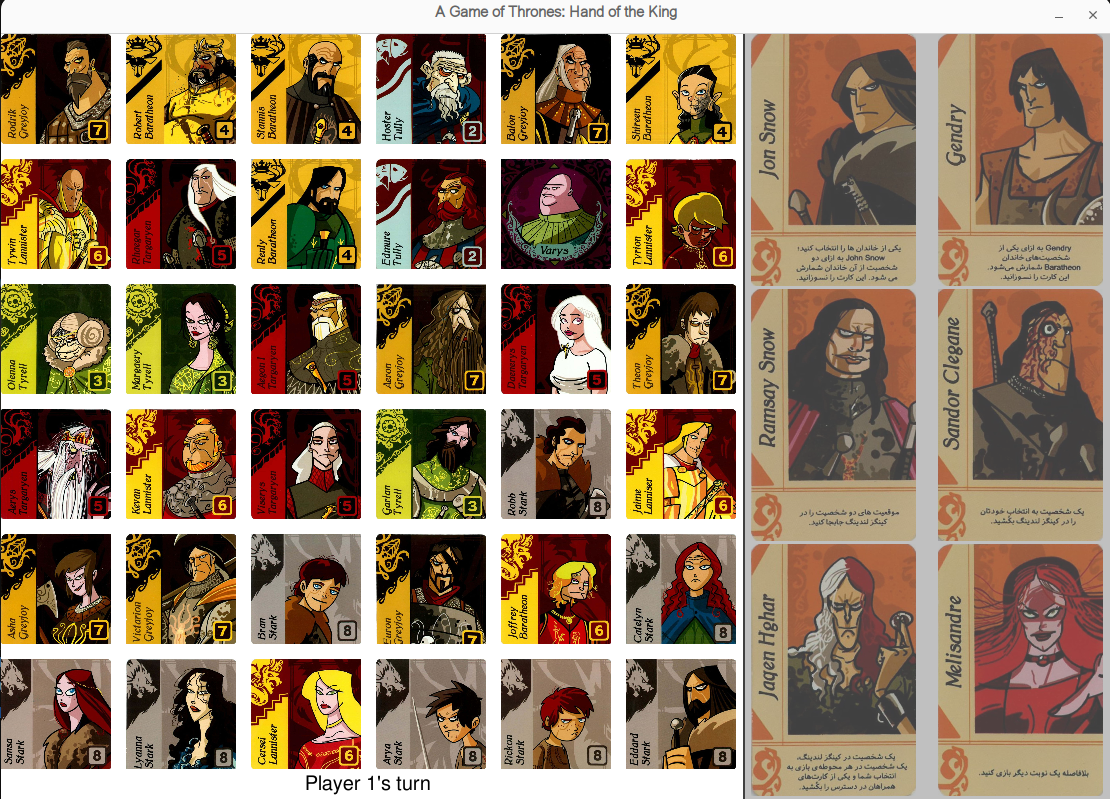 A Game of Thrones: Hand of the King
Rodrik
Greyjoy
7
Robert
Baratheon
4
Stannis
Baratheon
4
Hoster
Tully
2
Balon
Greyjoy
7
Shireen
Baratheon
4
Tywin
Lannister
6
Rhaegar
Targaryen
5
Renly
Baratheon
4
Edmure
Tully
2
Varys
Tyrion
Lannister
6
Olenna
Tyrell
3
Margaery
Tyrell
3
Aegon I
Targaryen
5
Aeron
Greyjoy
7
Daenerys
Targaryen
5
Theon
Greyjoy
7
Aerys
Targaryen
5
Kevan
Lannister
6
Viserys
Targaryen
5
Garlan
Tyrell
3
Robb
Stark
8
Jaime
Lanniser
6
Asha
Greyjoy
7
Victarion
Greyjoy
7
Bran
Stark
8
Euron
Greyjoy
7
Joffrey
Baratheon
6
Catelyn
Stark
8
Sansa
Stark
8
Lyanna
Stark
8
Cersei
Lannister
6
Arya
Stark
8
Rickon
Stark
8
Eddard
Stark
8
Player 1's turn
Jon Snow
یکی از خاندان ها را انتخاب کنید؛
John Snow به ازای دو
شخصیت از آن خاندان شمارش
می شود. این کارت را نسوزانید.
Gendry
Gendry به ازای یکی از
شخصیت‌های خاندان
Baratheon شمارش می‌شود.
این کارت را نسوزانید.
Ramsay Snow
موقعیت های دو شخصیت را در
کینگز لندینگ جابجا کنید.
Sandor Clegane
یک شخصیت به انتخاب خودتان
را در کینگز لندینگ بکشید.
Jaqen Hghar
یک شخصیت در کینگز لندینگ،
یک شخصیت در هر محوطه‌ی بازی به
انتخاب شما و یکی از کارت‌های
همراهان در دسترس را بکشید.
Melisandre
بلافاصله یک نوبت دیگر بازی کنید.